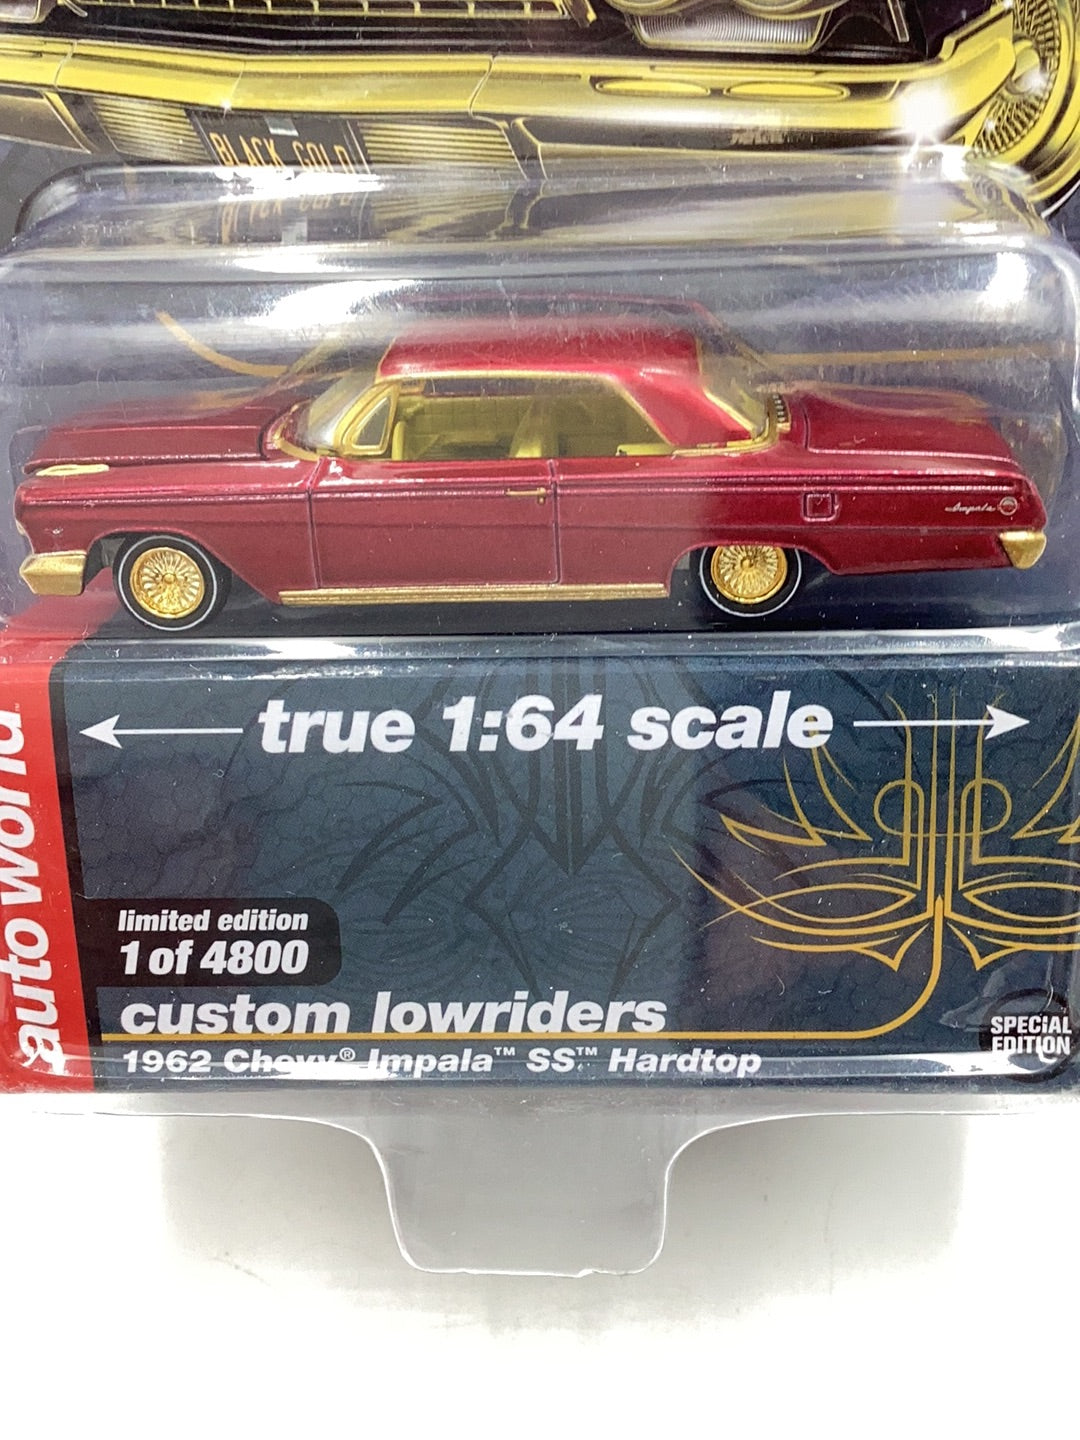 BLACK GOLD
Impala
true 1:64 scale
auto world
limited edition
1 of 4800
custom lowriders
1962 Chevy® Impala™ SS™ Hardtop
SPECiAL
EDiTiON